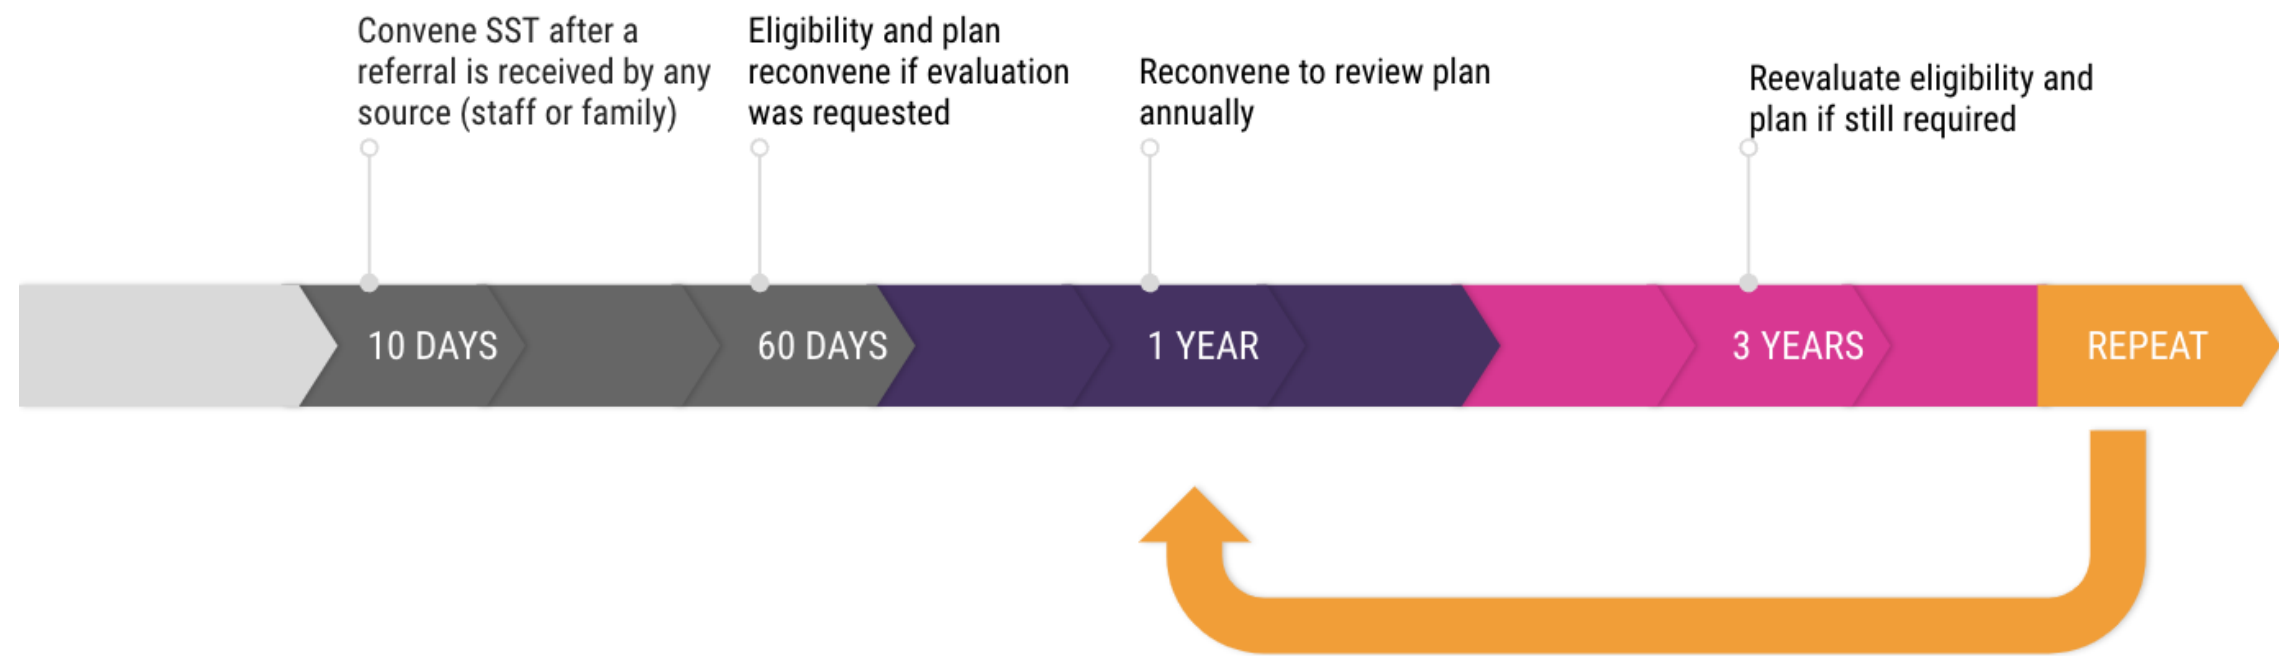 Convene SST after a
referral is received by any
source (staff or family)
Eligibility and plan
reconvene if evaluation
was requested
Reconvene to review plan
annually
Reevaluate eligibility and
plan if still required
10 DAYS
60 DAYS
1 YEAR
3 YEARS
REPEAT